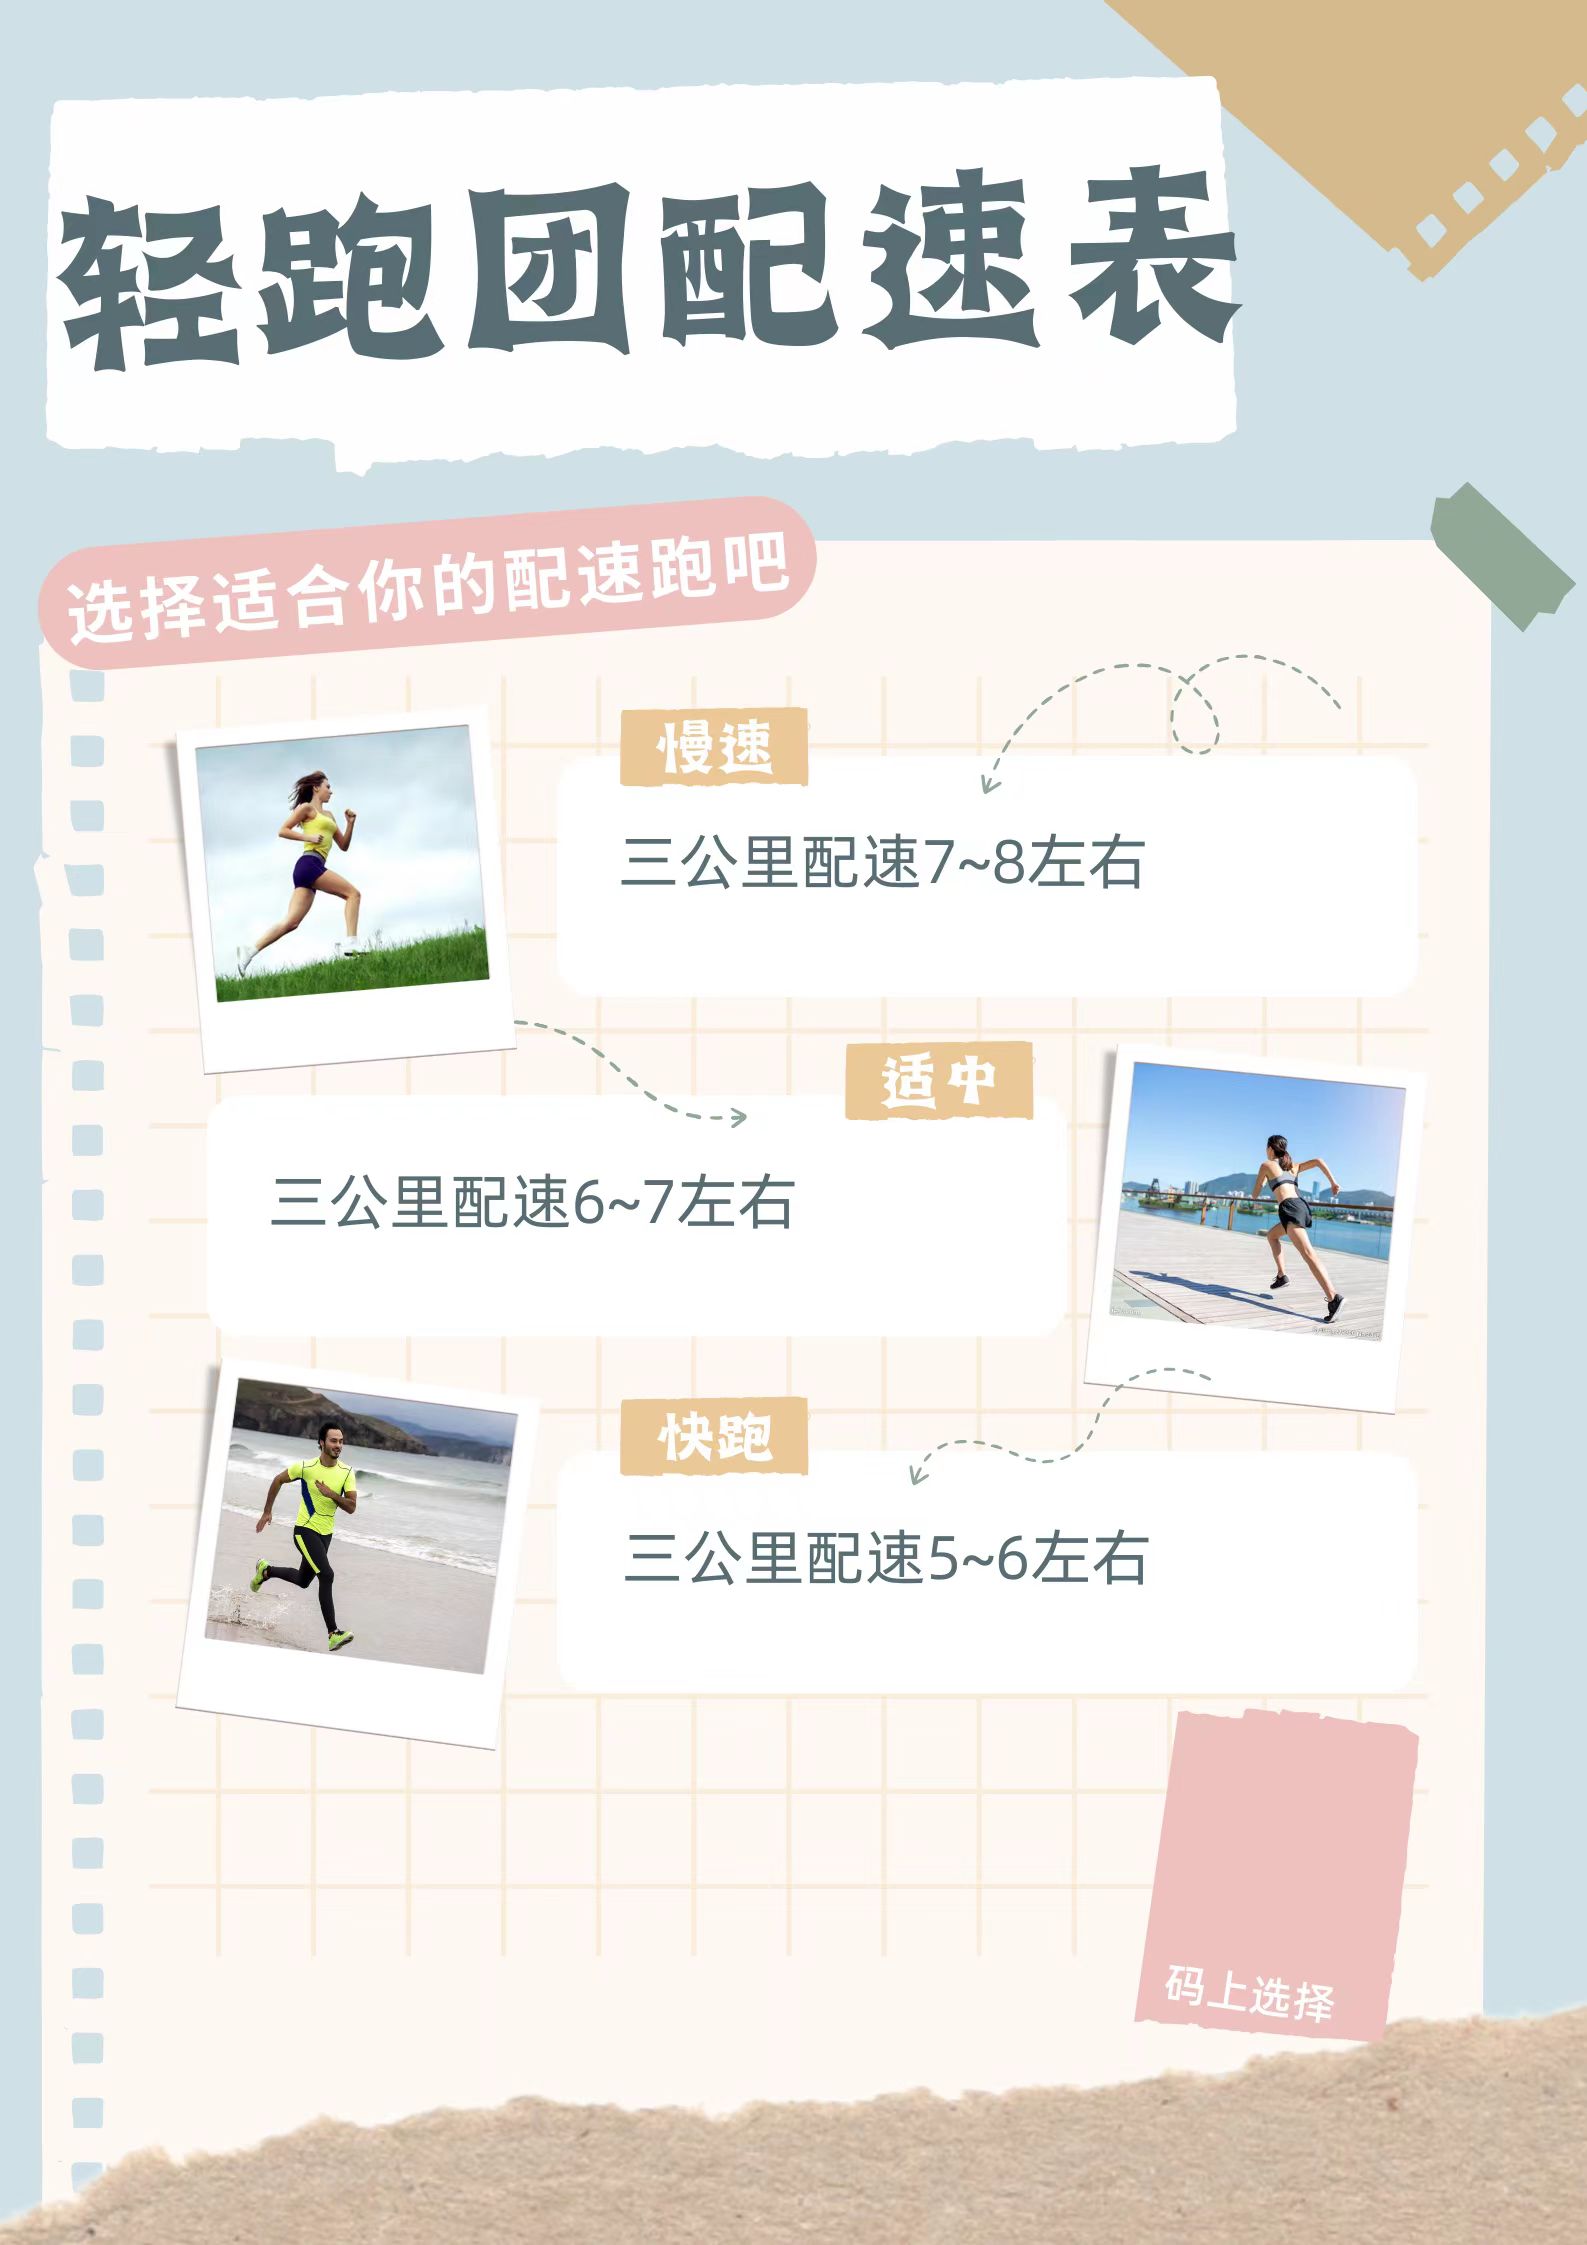 轻跑团配速表
选择适合你的配速跑吧
慢速
三公里配速7~8左右
适中
三公里配速6~7左右
快跑
三公里配速5~6左右
码上选择